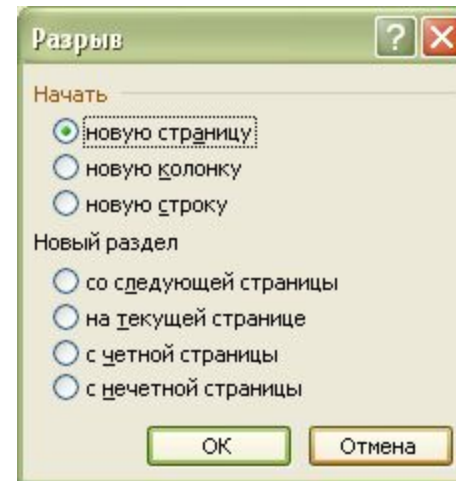 Разрыв ?
Начать
новую страницу
новую колонку
новую строку
Новый раздел
со следующей страницы
на текущей странице
с четной страницы
с нечетной страницы
ОК Отмена